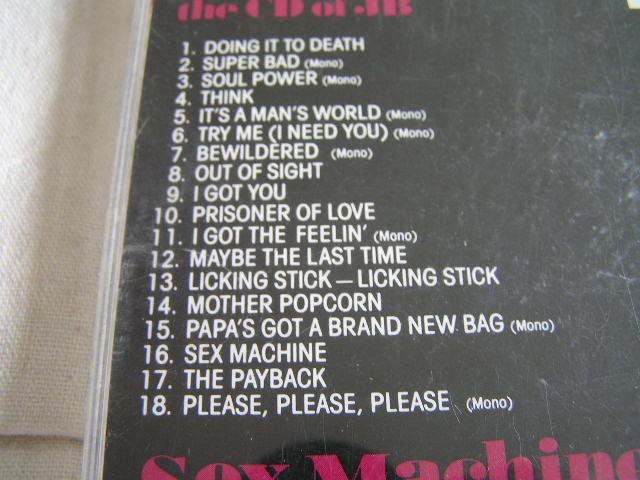 the CD of JB
1. DOING IT TO DEATH
2. SUPER BAD (Mono)
3. SOUL POWER (Mono)
4. THINK
5. IT'S A MAN'S WORLD (Mono)
6. TRY ME (I NEED YOU) (Mono)
7. BEWILDERED (Mono)
8. OUT OF SIGHT
9. I GOT YOU
10. PRISONER OF LOVE
11. I GOT THE FEELIN' (Mono)
12. MAYBE THE LAST TIME
13. LICKING STICK — LICKING STICK
14. MOTHER POPCORN
15. PAPA'S GOT A BRAND NEW BAG (Mono)
16. SEX MACHINE
17. THE PAYBACK
18. PLEASE, PLEASE, PLEASE (Mono)
Sex Machine